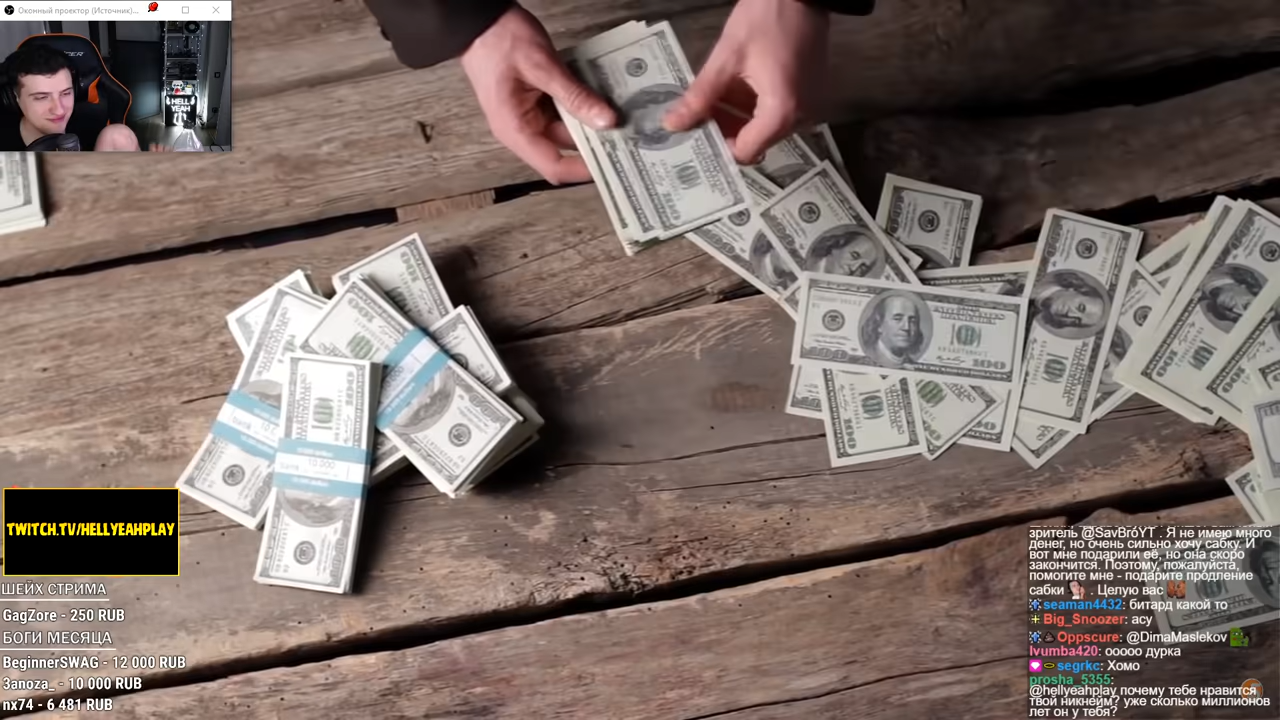 Оконный проектор (Источник)...
HELL
YEAH
TWITCH.TV/HELLYEAHPLAY
ШЕЙХ СТРИМА
GagZore - 250 RUB
БОГИ МЕСЯЦА
BeginnerSWAG - 12 000 RUB
3anoza_ - 10 000 RUB
nx74 - 6 481 RUB
10,000
100
зритель @SavBroYT . Я не имею много
денег, но очень сильно хочу сабку. И
вот мне подарили её, но она скоро
закончится. Поэтому, пожалуйста,
помогите мне - подарите продление
сабки . Целую вас
seaman4432: битард какой то
Big_Snoozer: асу
Oppscure: @DimaMaslekov
lvumba420: ооооо дурка
segrkc: Хомо
prosha_5355:
@hellyeahplay почему тебе нравится
твой никнейм? уже сколько миллионов
лет он у тебя?